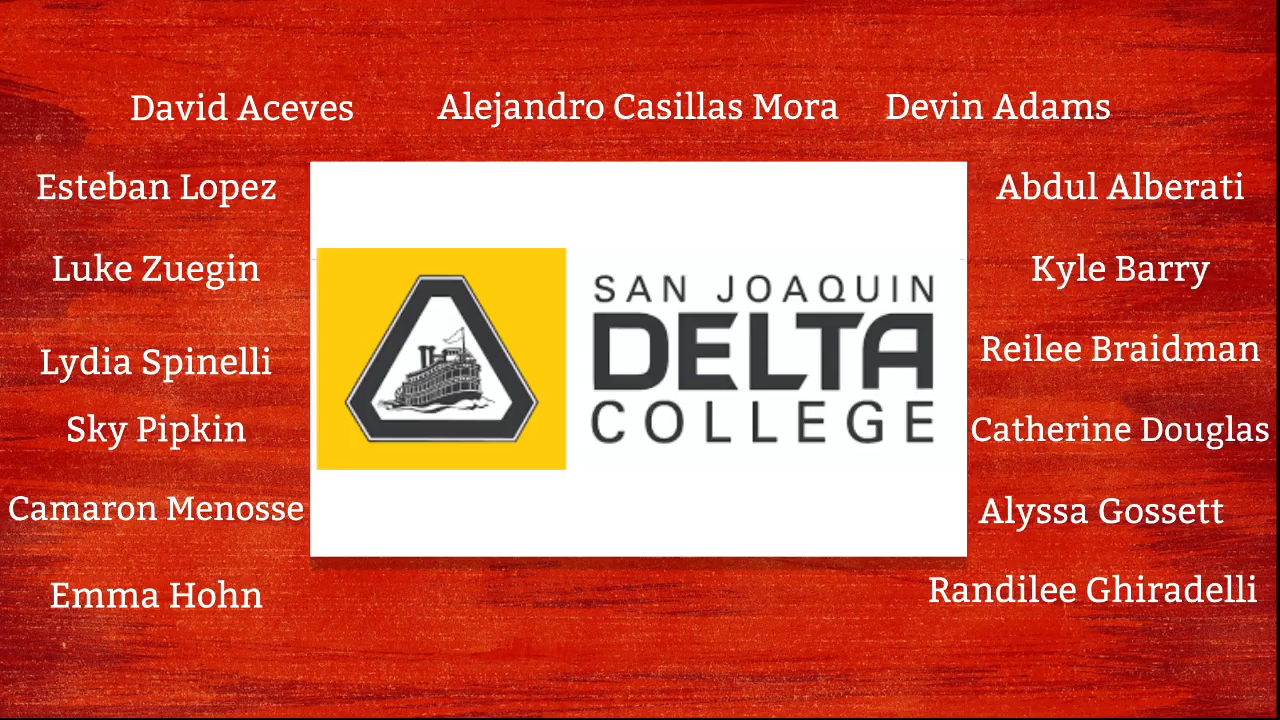 David Aceves
Alejandro Casillas Mora
Devin Adams
Esteban Lopez
Abdul Alberati
Luke Zuegin
Kyle Barry
SAN JOAQUIN
DELTA
COLLEGE
Lydia Spinelli
Reilee Braidman
Sky Pipkin
Catherine Douglas
Camaron Menosse
Alyssa Gossett
Emma Hohn
Randilee Ghiradelli